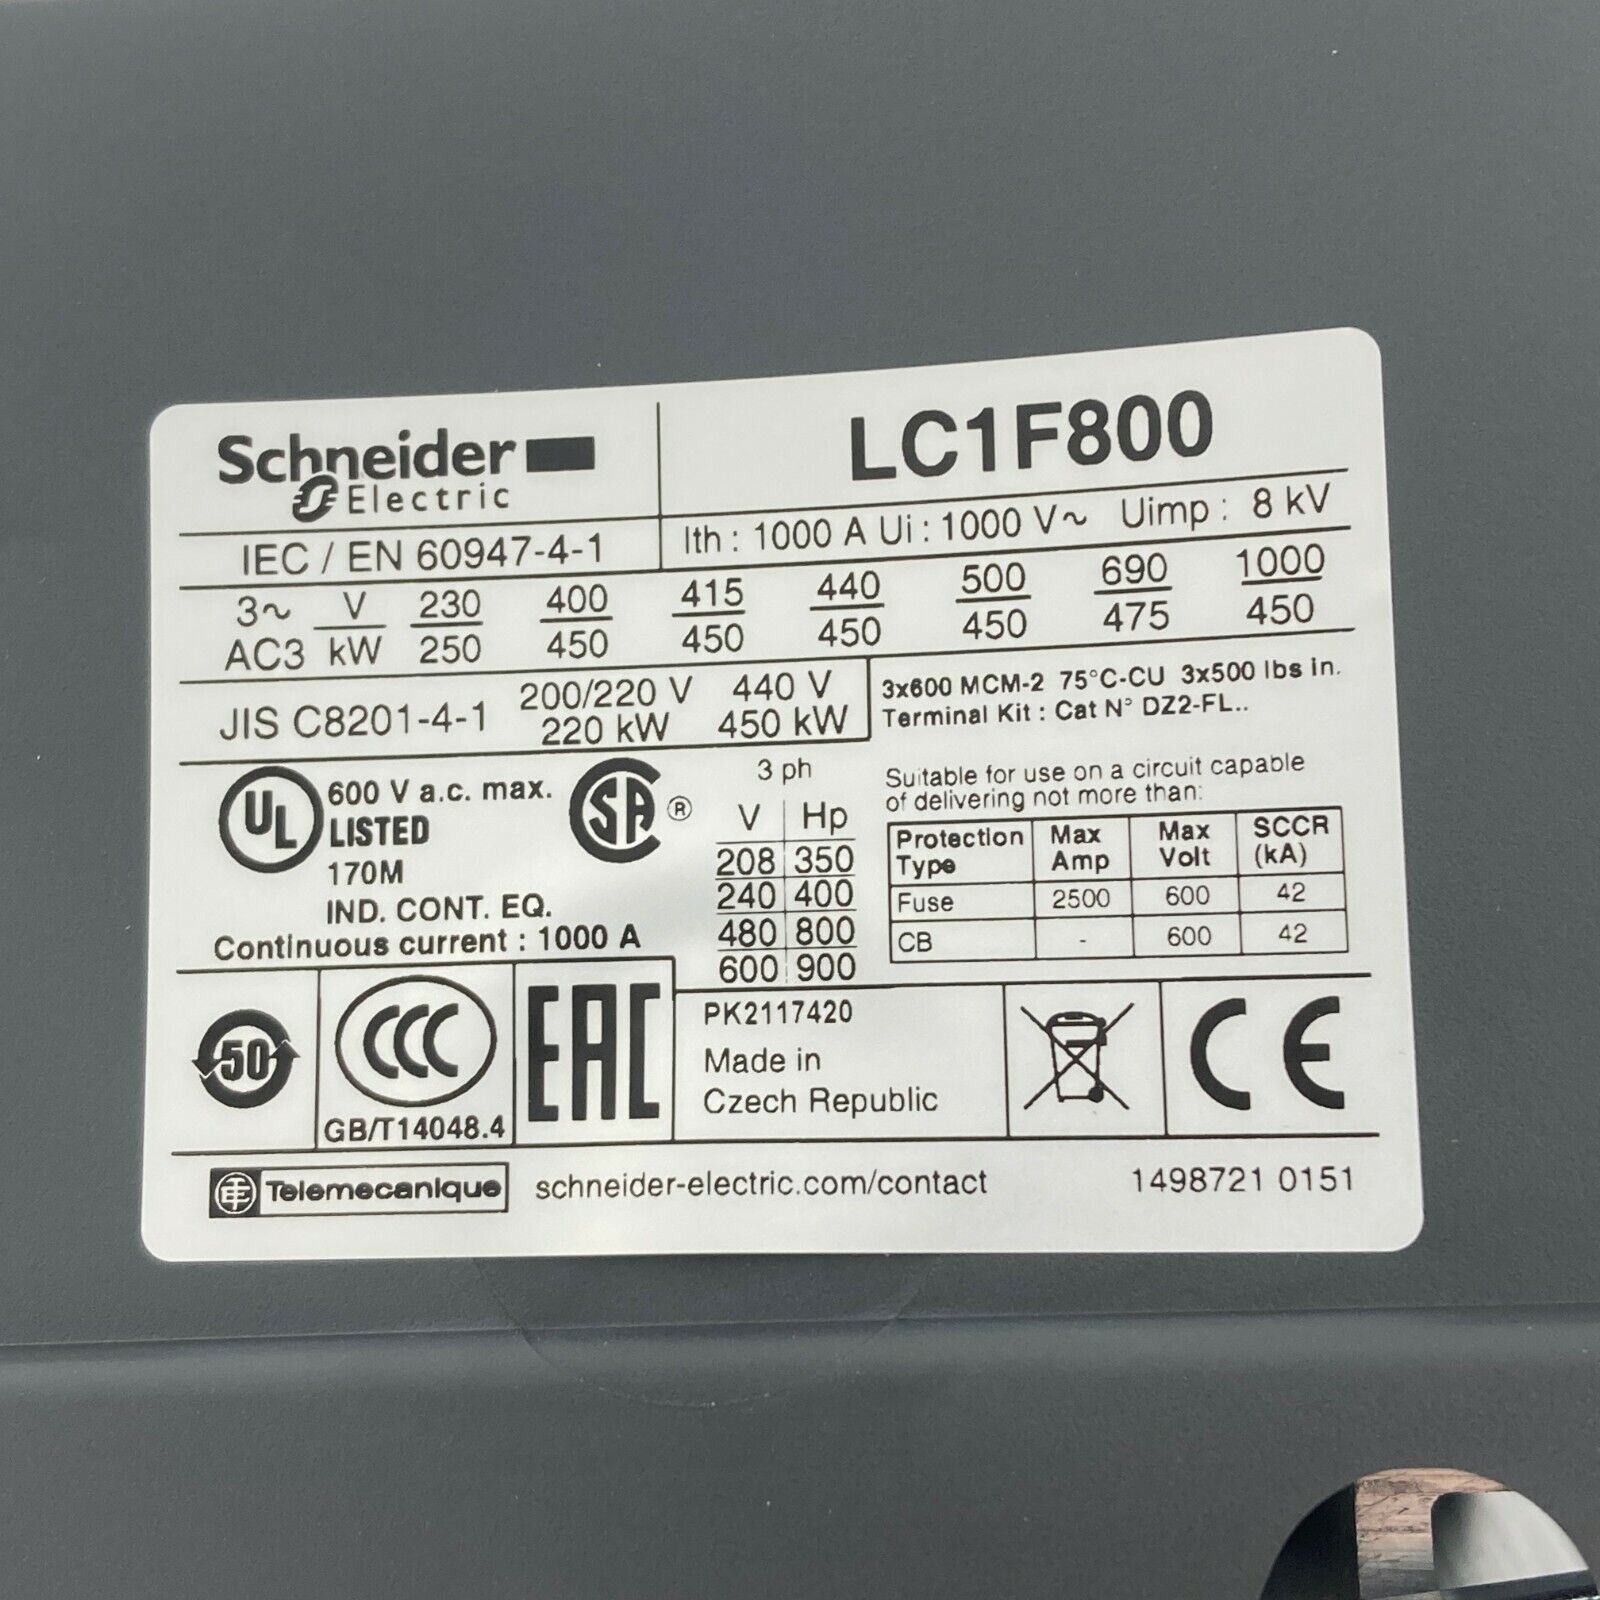 Schneider
Electric
LC1F800
IEC / EN 60947-4-1
Ith : 1000 A Ui : 1000 V~ Uimp : 8 kV
3~ V 230 400 415 440 500 690 1000
AC3 kW 250 450 450 450 450 475 450
JIS C8201-4-1
200/220 V 440 V
220 kW 450 kW
3x600 MCM-2 75°C-CU 3x500 lbs in.
Terminal Kit : Cat N° DZ2-FL..
UL
600 V a.c. max.
LISTED
170M
IND. CONT. EQ.
Continuous current : 1000 A
SA ®
3 ph
V Hp
208 350
240 400
480 800
600 900
Suitable for use on a circuit capable
of delivering not more than:
Protection Type Max Amp Max Volt SCCR (kA)
Fuse 2500 600 42
CB - 600 42
50
CCC
GB/T14048.4
EAC
PK2117420
Made in
Czech Republic
CE
TE Telemecanique
schneider-electric.com/contact
1498721 0151